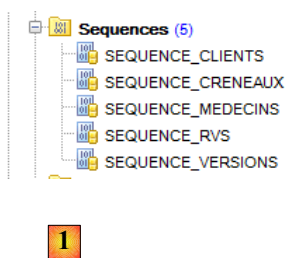 Sequences (5)
SEQUENCE_CLIENTS
SEQUENCE_CRENEAUX
SEQUENCE_MEDECINS
SEQUENCE_RVS
SEQUENCE_VERSIONS
1